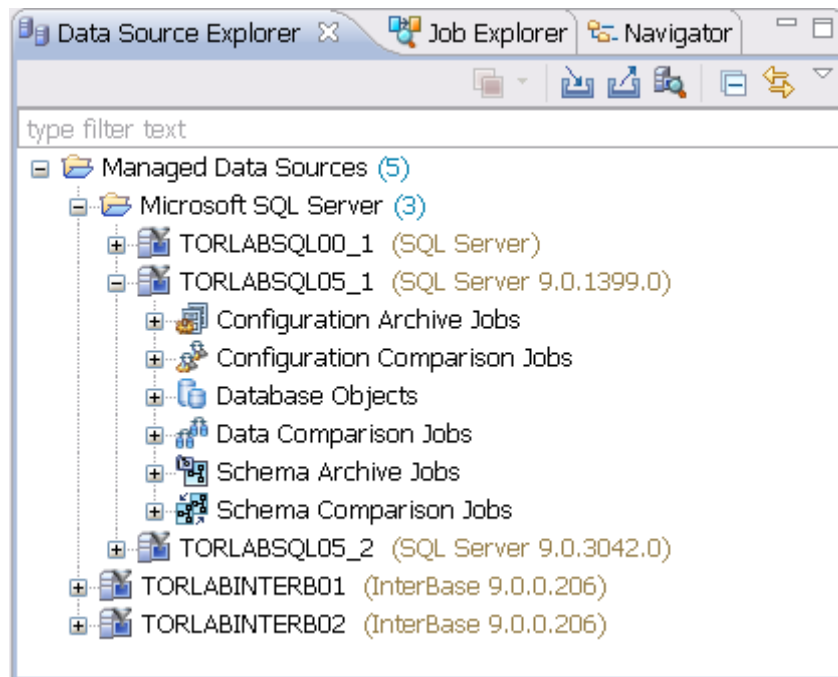 Data Source Explorer Job Explorer Navigator
type filter text
Managed Data Sources (5)
Microsoft SQL Server (3)
TORLABSQL00_1 (SQL Server)
TORLABSQL05_1 (SQL Server 9.0.1399.0)
Configuration Archive Jobs
Configuration Comparison Jobs
Database Objects
Data Comparison Jobs
Schema Archive Jobs
Schema Comparison Jobs
TORLABSQL05_2 (SQL Server 9.0.3042.0)
TORLABINTERB01 (InterBase 9.0.0.206)
TORLABINTERB02 (InterBase 9.0.0.206)